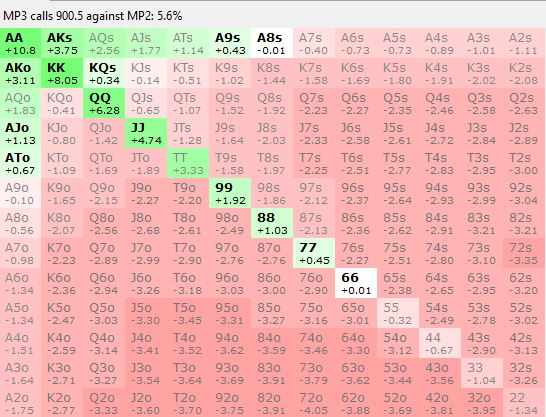 MP3 calls 900.5 against MP2: 5.6%
AA AKs AQs AJs ATs A9s A8s A7s A6s A5s A4s A3s A2s
+10.8 +3.75 +2.56 +1.77 +1.14 +0.43 -0.01 -0.40 -0.73 -0.73 -0.89 -1.01 -1.11
AKo KK KQs KJs KTs K9s K8s K7s K6s K5s K4s K3s K2s
+3.11 +8.05 +0.34 -0.14 -0.51 -1.02 -1.44 -1.58 -1.69 -1.80 -1.91 -2.02 -2.08
AQo KQo QQ QJs QTs Q9s Q8s Q7s Q6s Q5s Q4s Q3s Q2s
+1.83 -0.41 +6.28 -0.65 -1.07 -1.52 -1.92 -2.27 -2.35 -2.46 -2.58 -2.63
AJo KJo QJo JJ JTs J9s J8s J7s J6s J5s J4s J3s J2s
+1.13 -0.80 -1.42 +4.74 -1.28 -1.64 -2.03 -2.33 -2.58 -2.61 -2.72 -2.84 -2.89
ATo KTo QTo JTo TT T9s T8s T7s T6s T5s T4s T3s T2s
+0.67 -1.09 -1.69 -1.89 +3.33 -1.58 -1.97 -2.25 -2.51 -2.77 -2.83 -2.95 -3.00
A9o K9o Q9o J9o T9o 99 98s 97s 96s 95s 94s 93s 92s
-0.10 -1.65 -2.15 -2.27 -2.20 +1.92 -1.86 -2.12 -2.37 -2.64 -2.93 -2.99 -3.04
A8o K8o Q8o J8o T8o 98o 88 87s 86s 85s 84s 83s 82s
-0.56 -2.07 -2.56 -2.68 -2.61 -2.49 +1.03 -2.13 -2.36 -2.62 -2.91 -3.21 -3.21
A7o K7o Q7o J7o T7o 97o 87o 77 76s 75s 74s 73s 72s
-0.98 -2.23 -2.89 -2.99 -2.90 -2.76 -2.76 +0.45 -2.27 -2.51 -2.80 -3.10 -3.35
A6o K6o Q6o J6o T6o 96o 86o 76o 66 65s 64s 63s 62s
-1.34 -2.34 -2.94 -3.26 -3.18 -3.03 -3.00 -2.90 +0.01 -2.38 -2.65 -2.95 -3.20
A5o K5o Q5o J5o T5o 95o 85o 75o 65o 55 54s 53s 52s
-1.34 -2.47 -3.03 -3.30 -3.45 -3.31 -3.27 -3.16 -3.01 -0.32 -2.49 -2.78 -3.02
A4o K4o Q4o J4o T4o 94o 84o 74o 64o 54o 44 43s 42s
-1.51 -2.59 -3.14 -3.41 -3.52 -3.62 -3.59 -3.46 -3.30 -3.12 -0.67 -2.90 -3.13
A3o K3o Q3o J3o T3o 93o 83o 73o 63o 53o 43o 33 32s
-1.64 -2.71 -3.27 -3.54 -3.64 -3.69 -3.91 -3.79 -3.62 -3.44 -3.56 -1.04 -3.26
A2o K2o Q2o J2o T2o 92o 82o 72o 62o 52o 42o 32o 22
-1.75 -2.77 -3.33 -3.60 -3.70 -3.75 -3.91 -4.05 -3.88 -3.69 -3.81 -3.95 -1.34